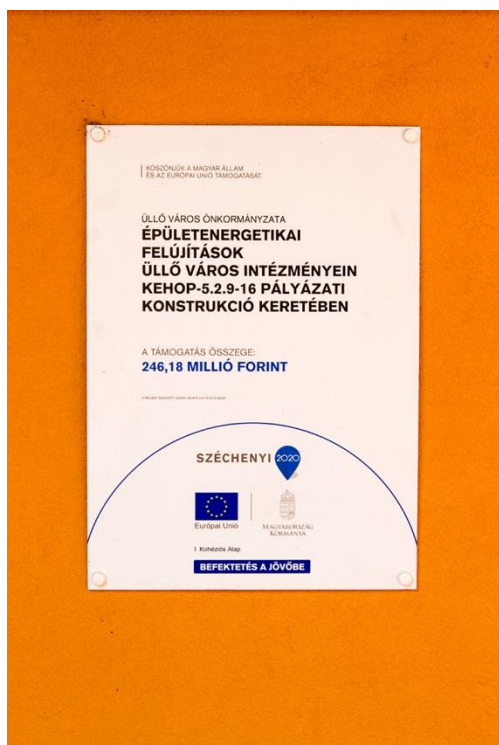 KÖSZÖNJÜK A MAGYAR ÁLLAM
ÉS AZ EURÓPAI UNIÓ TÁMOGATÁSÁT.
ÜLLŐ VÁROS ÖNKORMÁNYZATA
ÉPÜLETENERGETIKAI
FELÚJÍTÁSOK
ÜLLŐ VÁROS INTÉZMÉNYEIN
KEHOP-5.2.9-16 PÁLYÁZATI
KONSTRUKCIÓ KERETÉBEN
A TÁMOGATÁS ÖSSZEGE:
246,18 MILLIÓ FORINT
SZÉCHENYI 2020
Európai Unió
MAGYARORSZÁG
KORMÁNYA
Kohéziós Alap
BEFEKTETÉS A JÖVŐBE